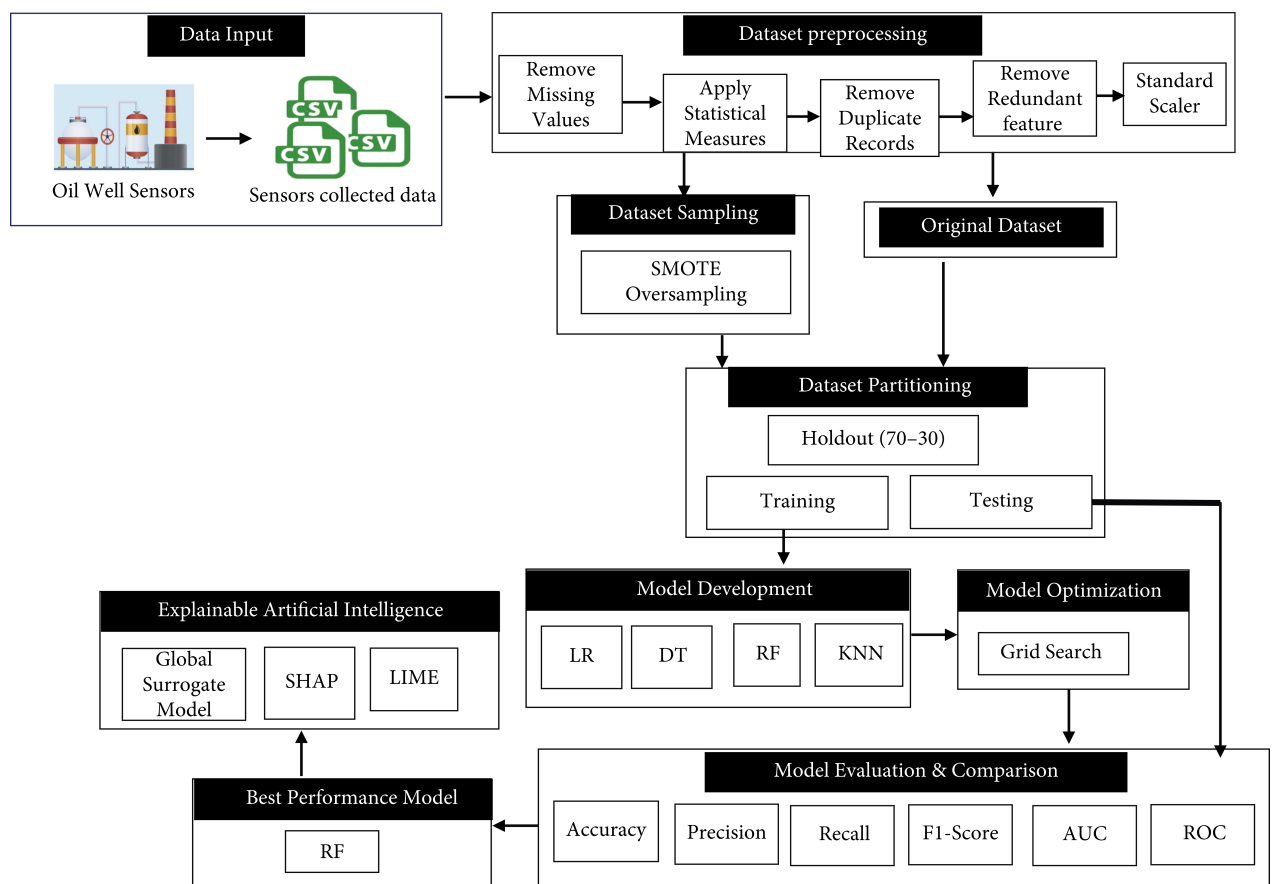 Data Input
CSV
CSV
CSV
Oil Well Sensors
Sensors collected data
Dataset preprocessing
Remove
Missing
Values
Apply
Statistical
Measures
Remove
Duplicate
Records
Remove
Redundant
feature
Standard
Scaler
Dataset Sampling
SMOTE
Oversampling
Original Dataset
Dataset Partitioning
Holdout (70–30)
Training
Testing
Model Development
LR
DT
RF
KNN
Model Optimization
Grid Search
Explainable Artificial Intelligence
Global
Surrogate
Model
SHAP
LIME
Model Evaluation & Comparison
Accuracy
Precision
Recall
F1-Score
AUC
ROC
Best Performance Model
RF